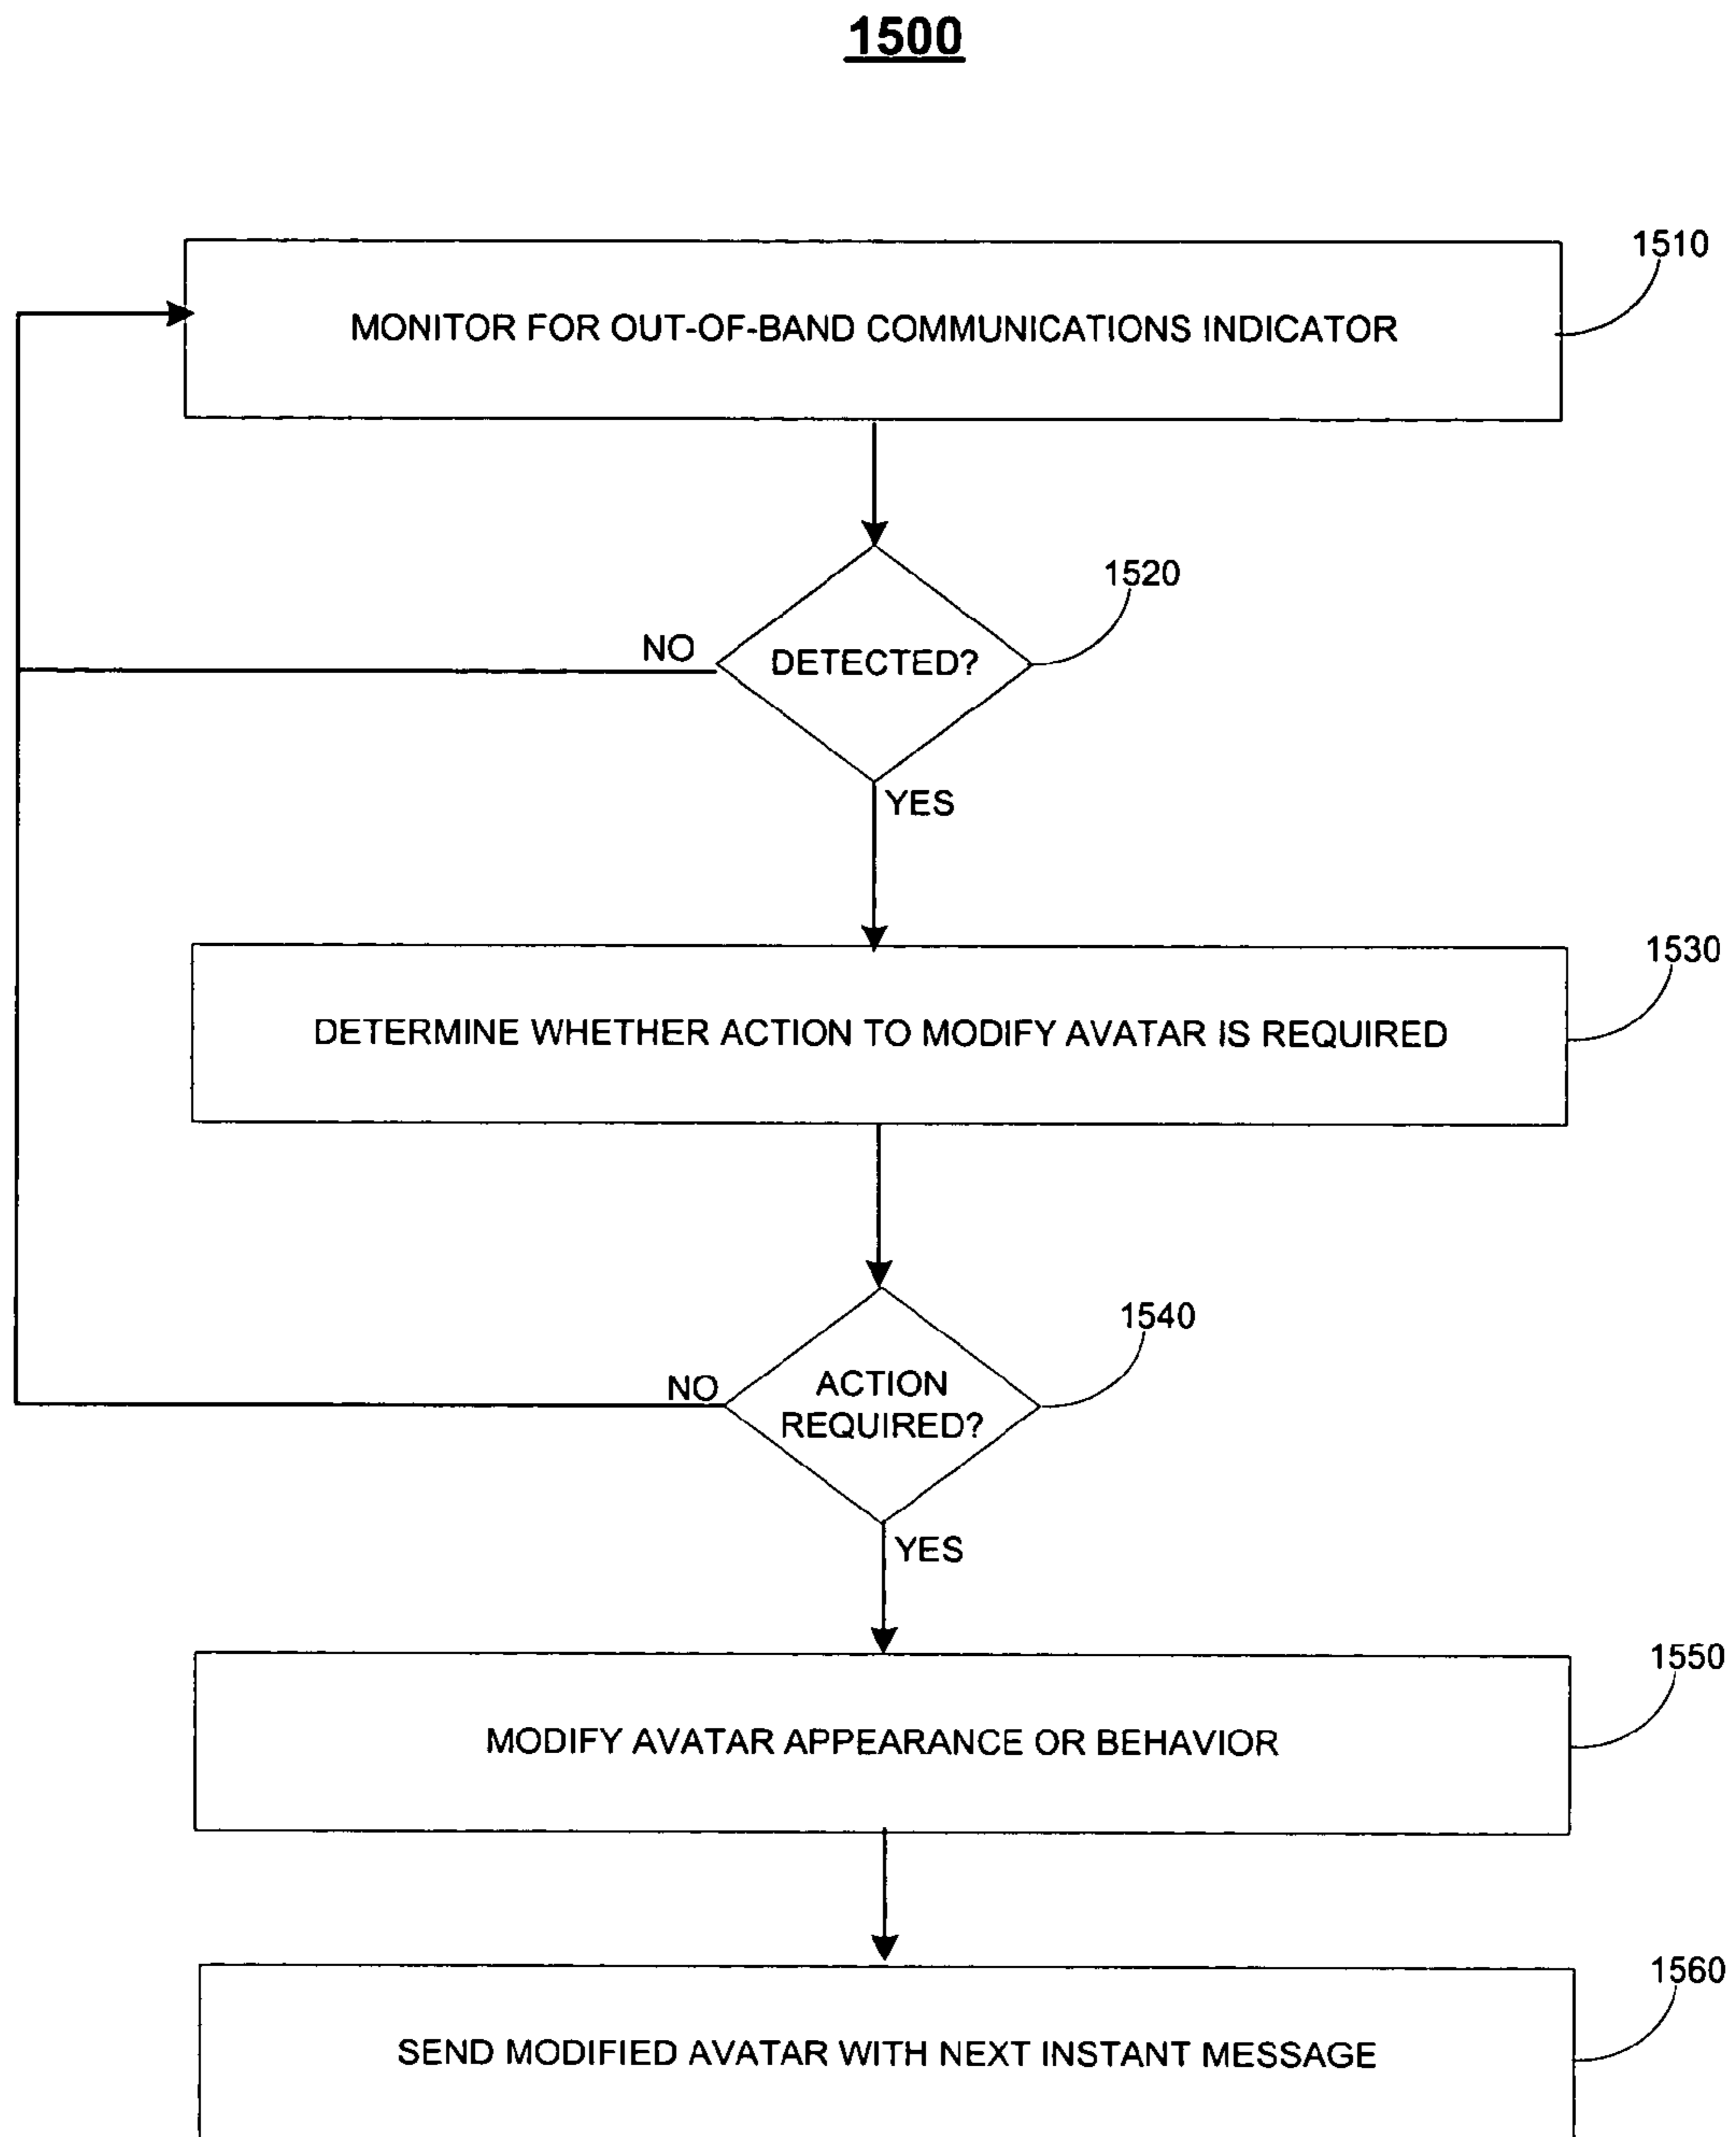 1500
1510
MONITOR FOR OUT-OF-BAND COMMUNICATIONS INDICATOR
1520
NO
DETECTED?
YES
1530
DETERMINE WHETHER ACTION TO MODIFY AVATAR IS REQUIRED
1540
NO
ACTION
REQUIRED?
YES
1550
MODIFY AVATAR APPEARANCE OR BEHAVIOR
1560
SEND MODIFIED AVATAR WITH NEXT INSTANT MESSAGE